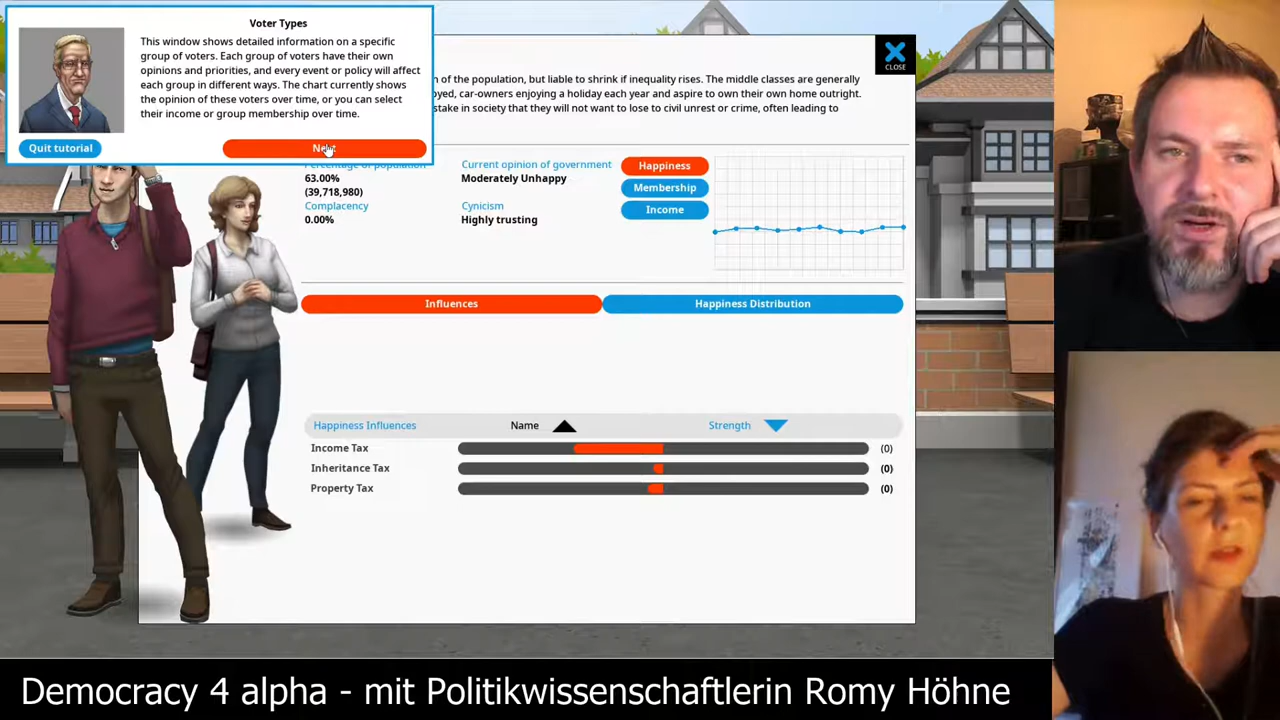 Voter Types
This window shows detailed information on a specific
group of voters. Each group of voters have their own
opinions and priorities, and every event or policy will affect
each group in different ways. The chart currently shows
the opinion of these voters over time, or you can select
their income or group membership over time.
Quit tutorial
CLOSE
of the population, but liable to shrink if inequality rises. The middle classes are generally
car-owners enjoying a holiday each year and aspire to own their own home outright.
stake in society that they will not want to lose to civil unrest or crime, often leading to
Percentage of population
63.00%
(39,718,980)
Complacency
0.00%
Current opinion of government
Moderately Unhappy
Cynicism
Highly trusting
Happiness
Membership
Income
Influences
Happiness Distribution
Happiness Influences
Name
Strength
Income Tax
(0)
Inheritance Tax
(0)
Property Tax
(0)
Democracy 4 alpha - mit Politikwissenschaftlerin Romy Höhne